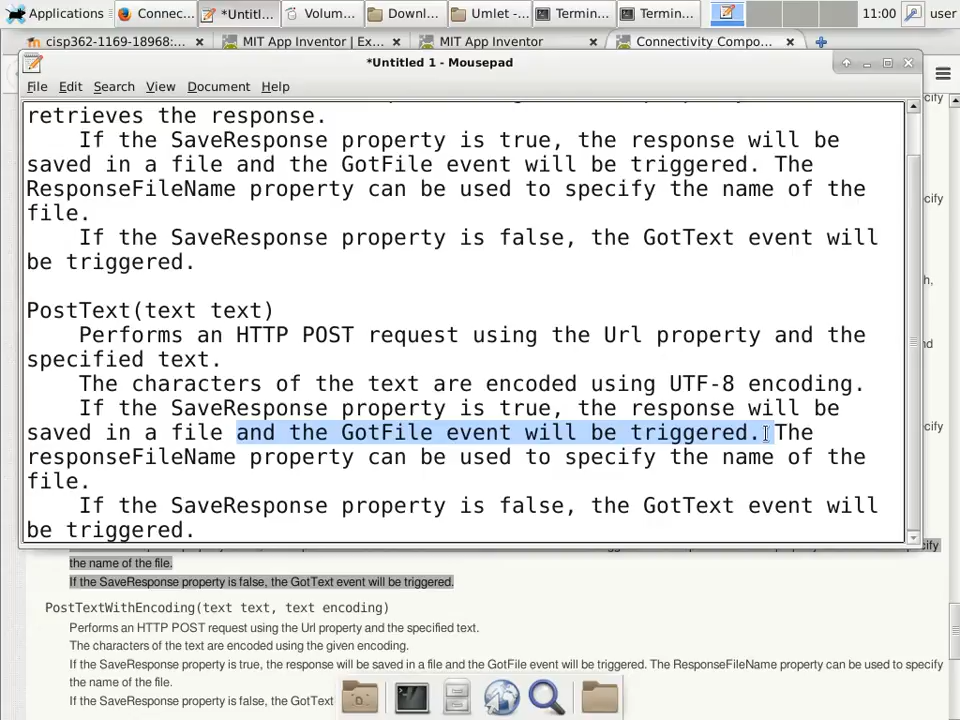 Applications
Connec...
*Untitl...
Volum...
Downl...
Umlet -...
Termin...
Termin...
11:00
user
cisp362-1169-18968:...
MIT App Inventor | Ex...
MIT App Inventor
Connectivity Compo...
*Untitled 1 - Mousepad
File Edit Search View Document Help
retrieves the response.
If the SaveResponse property is true, the response will be
saved in a file and the GotFile event will be triggered. The
ResponseFileName property can be used to specify the name of the
file.
If the SaveResponse property is false, the GotText event will
be triggered.
PostText(text text)
Performs an HTTP POST request using the Url property and the
specified text.
The characters of the text are encoded using UTF-8 encoding.
If the SaveResponse property is true, the response will be
saved in a file and the GotFile event will be triggered. The
responseFileName property can be used to specify the name of the
file.
If the SaveResponse property is false, the GotText event will
be triggered.
the name of the file.
If the SaveResponse property is false, the GotText event will be triggered.
PostTextWithEncoding(text text, text encoding)
Performs an HTTP POST request using the Url property and the specified text.
The characters of the text are encoded using the given encoding.
If the SaveResponse property is true, the response will be saved in a file and the GotFile event will be triggered. The ResponseFileName property can be used to specify
the name of the file.
If the SaveResponse property is false, the GotText